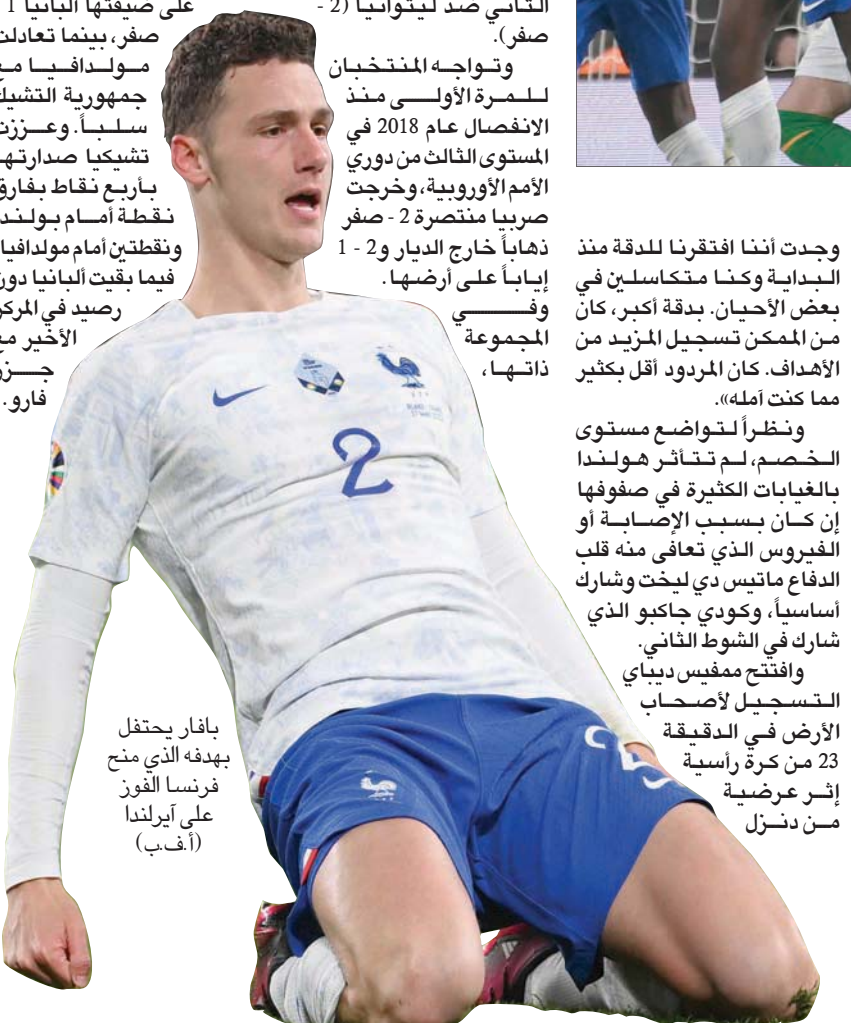 وجدت أننا افتقرنا للدقة منذ
البداية وكنا متكاسلين في
بعض الأحيان. بدقة أكبر، كان
من الممكن تسجيل المزيد من
الأهداف. كان المردود أقل بكثير
مما كنت آمله».
ونظراً لتواضع مستوى
الخصم، لم تتأثر هولندا
بالغيابات الكثيرة في صفوفها
إن كان بسبب الإصابة أو
الفيروس الذي تعافى منه قلب
الدفاع ماتيس دي ليخت وشارك
أساسياً، وكودي جاكبو الذي
شارك في الشوط الثاني.
وافتتح ممفيس ديباي
التسجيل لأصحاب
الأرض في الدقيقة
23 من كرة رأسية
إثر عرضية
من دنزل
الثاني ضد ليتوانيا (2 -
صفر).
وتواجه المنتخبان
للمرة الأولى منذ
الانفصال عام 2018 في
المستوى الثالث من دوري
الأمم الأوروبية، وخرجت
صربيا منتصرة 2 - صفر
ذهاباً خارج الديار و2 - 1
إياباً على أرضها.
وفي
المجموعة
ذاتها،
على ضيفتها ألبانيا 1
صفر، بينما تعادلت
مولدافيا مع
جمهورية التشيك
سلباً. وعززت
تشيكيا صدارتها
بأربع نقاط بفارق
نقطة أمام بولندا
ونقطتين أمام مولدافيا
فيما بقيت ألبانيا دون
رصيد في المركز
الأخير مع
جزر
فارو.
2
2
بافار يحتفل
بهدفه الذي منح
فرنسا الفوز
على آيرلندا
(أ.ف.ب)